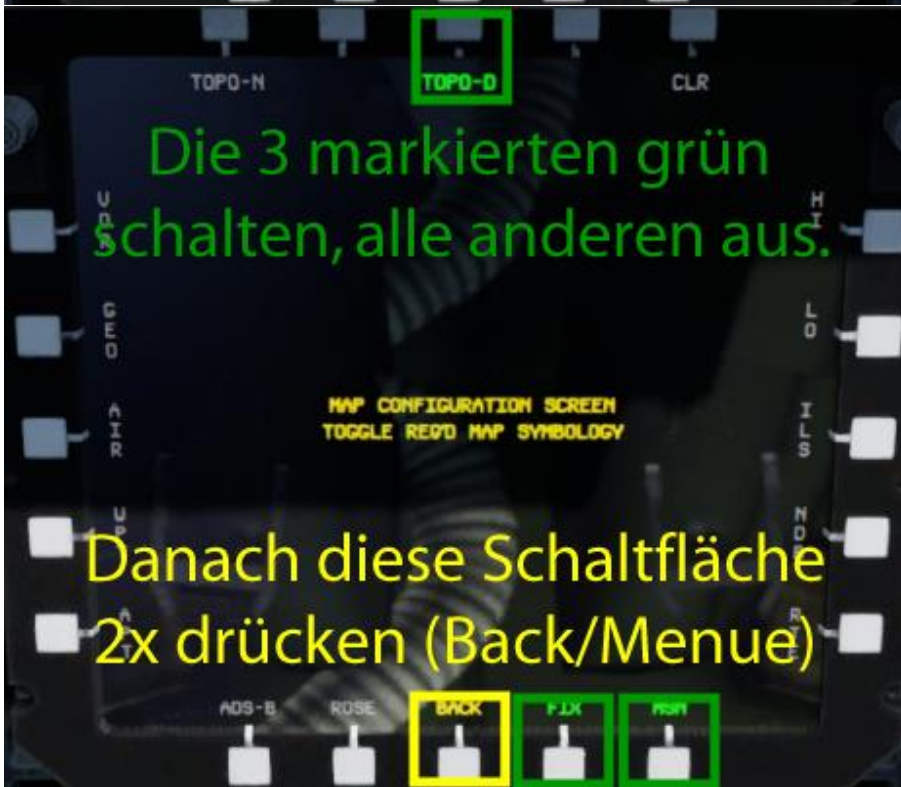 TOPO-N TOPO-D CLR
Die 3 markierten grün
schalten, alle anderen aus.
GEO
LO
AIR
ILS
MAP CONFIGURATION SCREEN
TOGGLE REQ'D MAP SYMBOLOGY
Danach diese Schaltfläche
2x drücken (Back/Menue)
ADS-B ROSE BACK FIX MSM